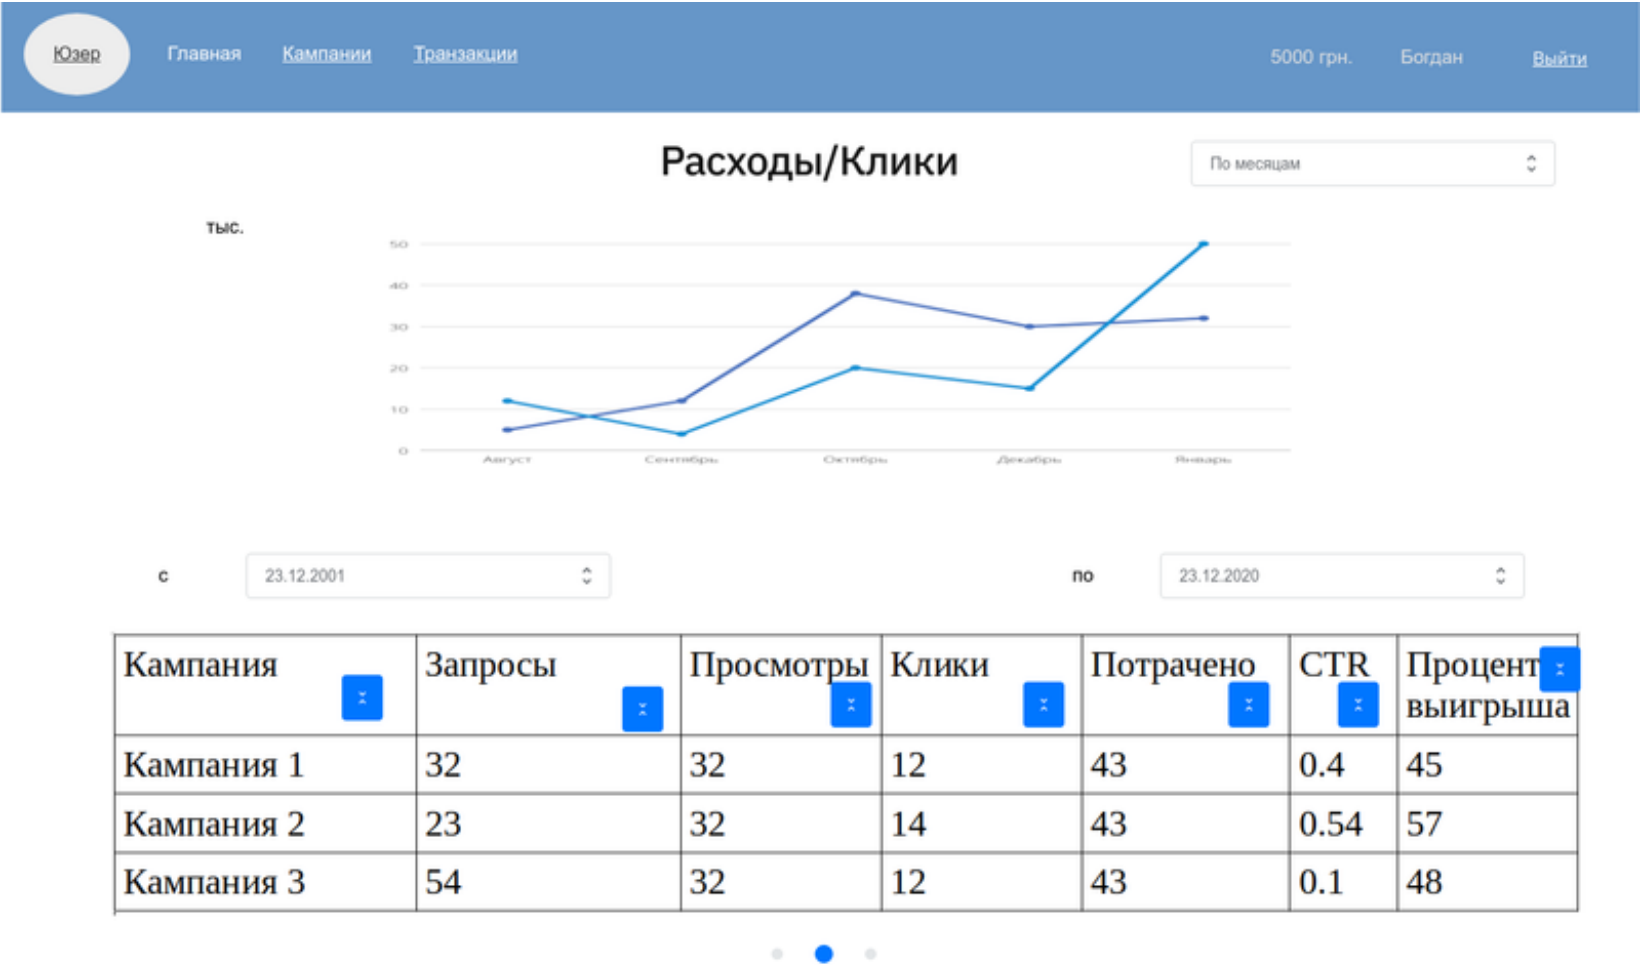 Юзер Главная Кампании Транзакции 5000 грн. Богдан Выйти
Расходы/Клики
По месяцам
тыс.
50
40
30
20
10
0
Август Сентябрь Октябрь Декабрь Январь
с 23.12.2001 по 23.12.2020
Кампания Запросы Просмотры Клики Потрачено CTR Процент выигрыша
Кампания 1 32 32 12 43 0.4 45
Кампания 2 23 32 14 43 0.54 57
Кампания 3 54 32 12 43 0.1 48